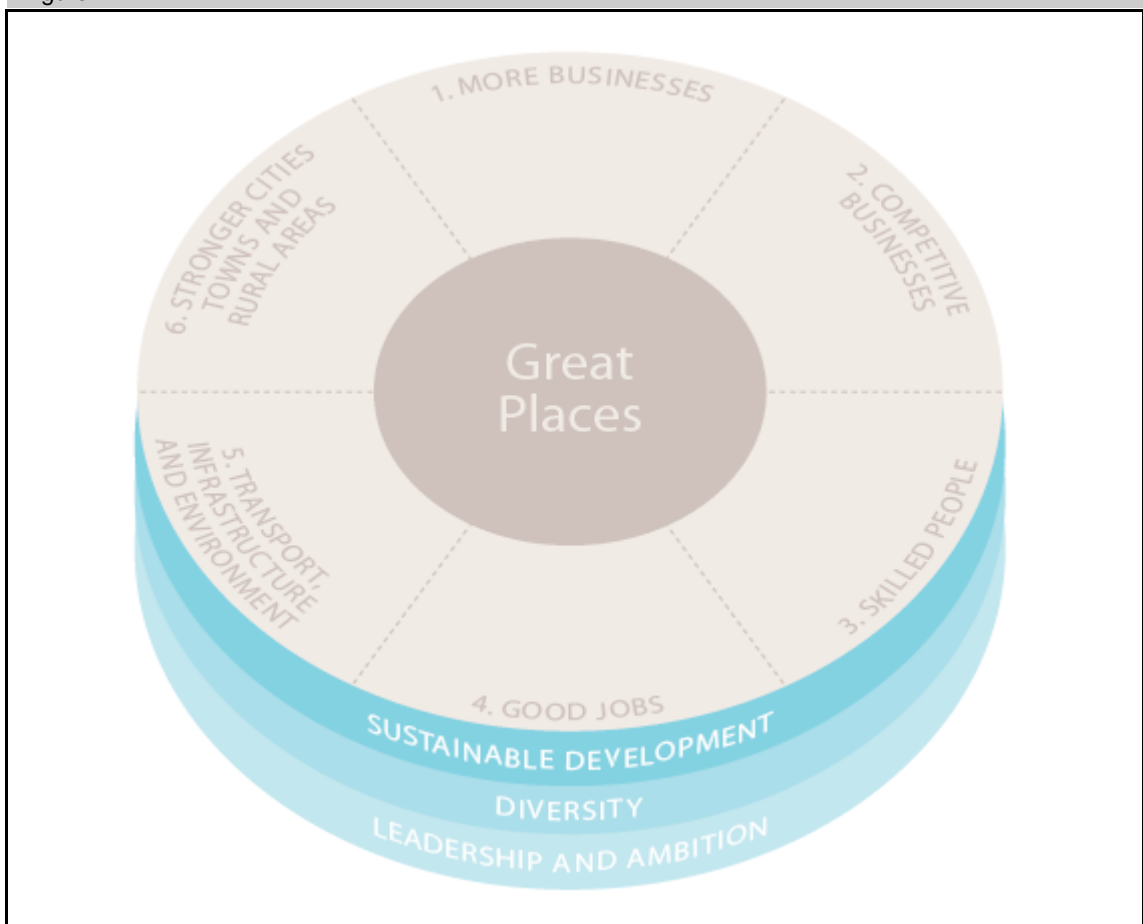 1. MORE BUSINESSES
2. COMPETITIVE
BUSINESSES
3. SKILLED PEOPLE
4. GOOD JOBS
5. TRANSPORT,
INFRASTRUCTURE
AND ENVIRONMENT
6. STRONGER CITIES
TOWNS AND
RURAL AREAS
Great
Places
SUSTAINABLE DEVELOPMENT
DIVERSITY
LEADERSHIP AND AMBITION